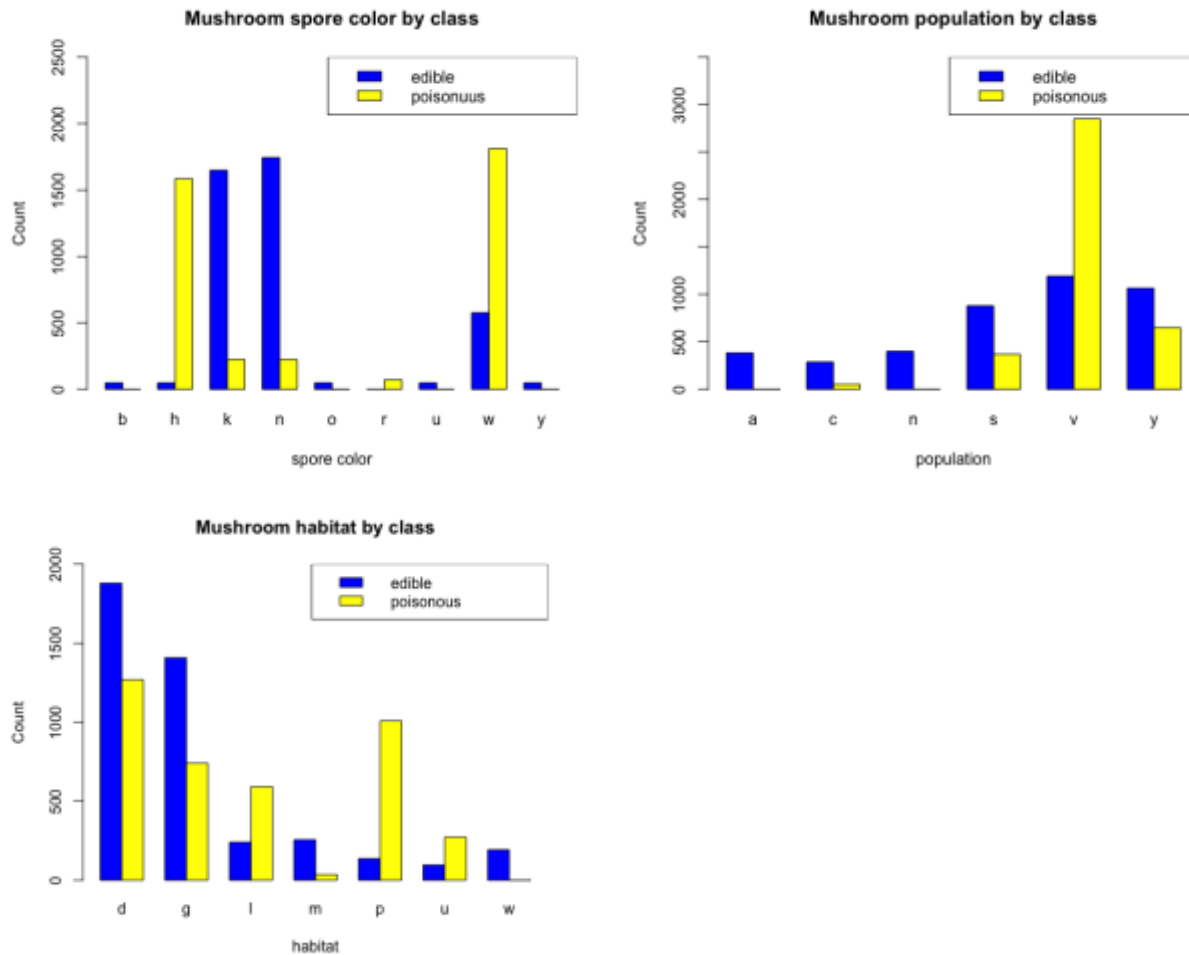 Mushroom spore color by class
edible
poisonuus
2500
2000
1500
1000
500
0
Count
b h k n o r u w y
spore color
Mushroom population by class
edible
poisonous
3000
2000
1000
500
0
Count
a c n s v y
population
Mushroom habitat by class
edible
poisonous
2000
1500
1000
500
0
Count
d g l m p u w
habitat